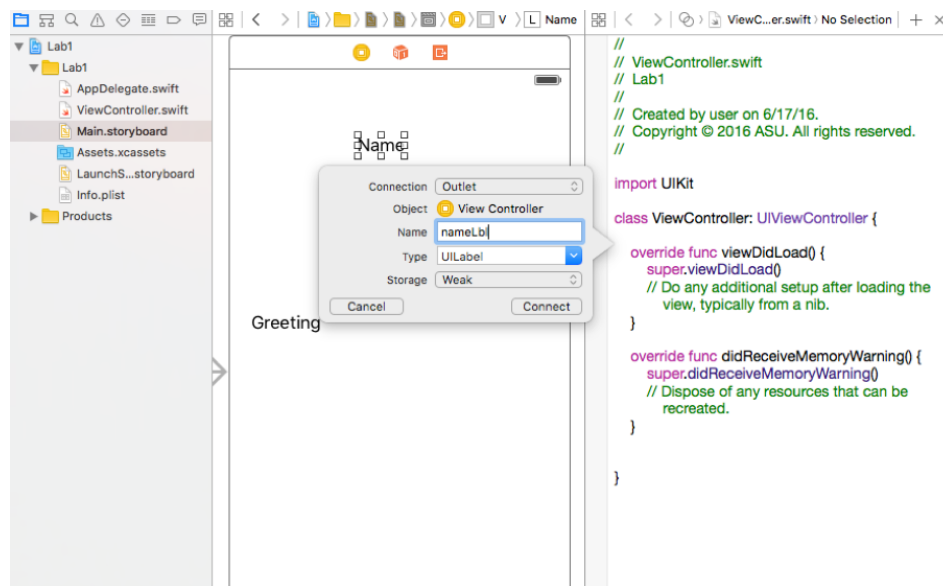 V
L Name
ViewC...er.swift
No Selection
Lab1
Lab1
AppDelegate.swift
ViewController.swift
Main.storyboard
Assets.xcassets
LaunchS...storyboard
Info.plist
Products
Name
Connection Outlet
Object View Controller
Name nameLbl
Type UILabel
Storage Weak
Cancel Connect
Greeting
//
// ViewController.swift
// Lab1
//
// Created by user on 6/17/16.
// Copyright © 2016 ASU. All rights reserved.
//
import UIKit
class ViewController: UIViewController {
override func viewDidLoad() {
super.viewDidLoad()
// Do any additional setup after loading the
view, typically from a nib.
}
override func didReceiveMemoryWarning() {
super.didReceiveMemoryWarning()
// Dispose of any resources that can be
recreated.
}
}